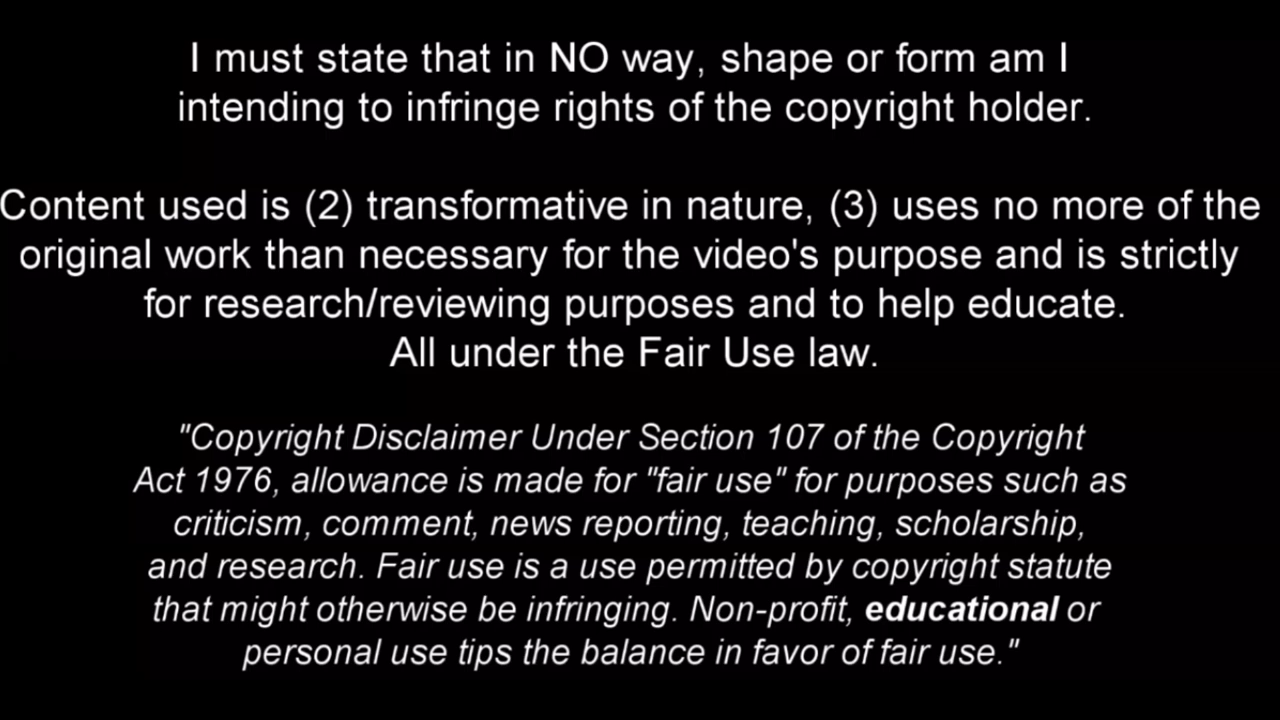 I must state that in NO way, shape or form am I
intending to infringe rights of the copyright holder.
Content used is (2) transformative in nature, (3) uses no more of the
original work than necessary for the video's purpose and is strictly
for research/reviewing purposes and to help educate.
All under the Fair Use law.
"Copyright Disclaimer Under Section 107 of the Copyright
Act 1976, allowance is made for "fair use" for purposes such as
criticism, comment, news reporting, teaching, scholarship,
and research. Fair use is a use permitted by copyright statute
that might otherwise be infringing. Non-profit, educational or
personal use tips the balance in favor of fair use."